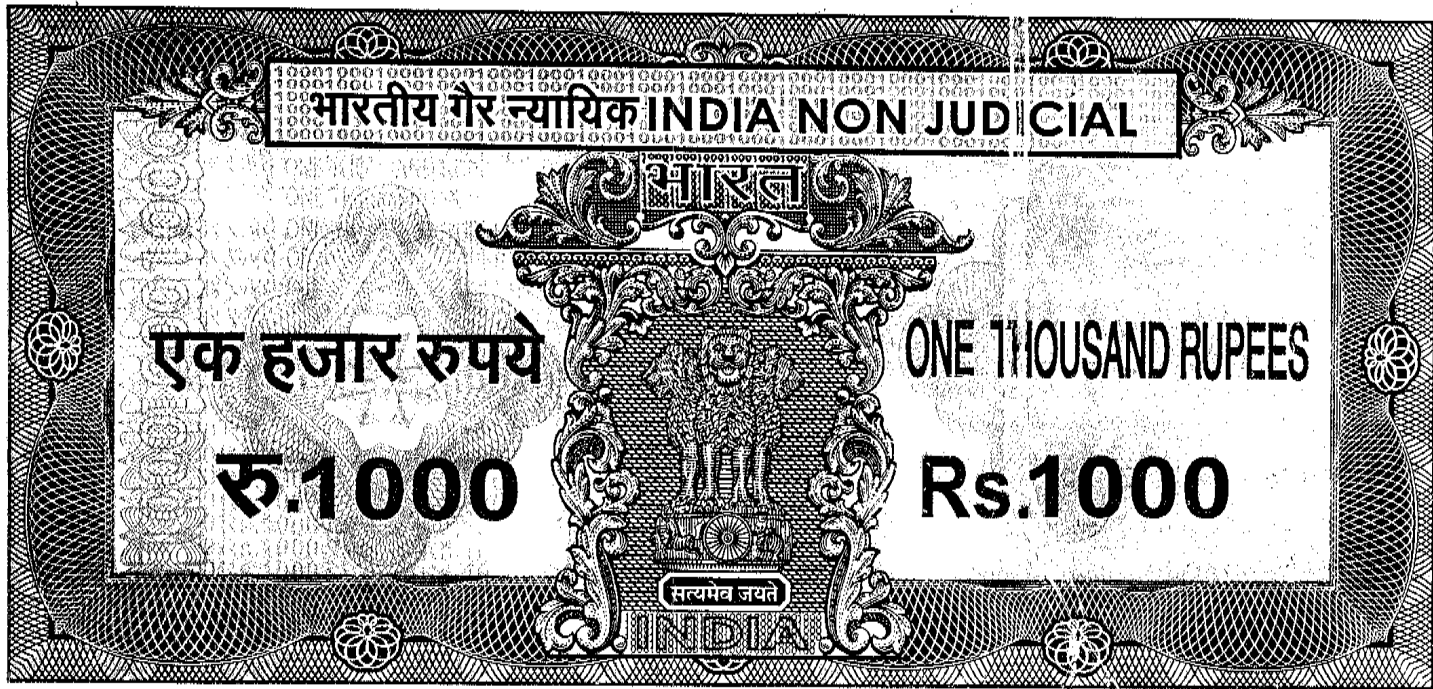 भारतीय गैर न्यायिक INDIA NON JUDICIAL
भारत
एक हजार रुपये
ONE THOUSAND RUPEES
रु.1000
Rs.1000
सत्यमेव जयते
INDIA